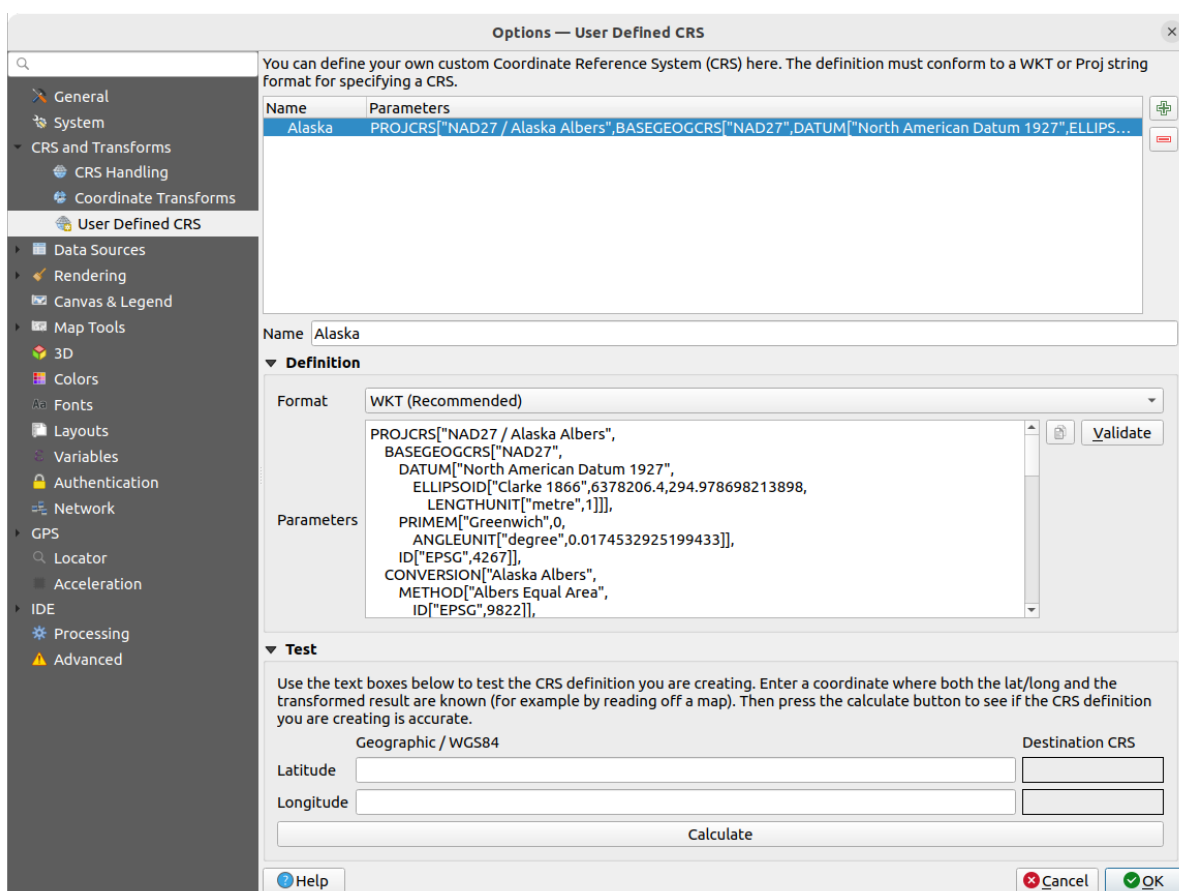 Options — User Defined CRS
You can define your own custom Coordinate Reference System (CRS) here. The definition must conform to a WKT or Proj string
format for specifying a CRS.
General
System
CRS and Transforms
CRS Handling
Coordinate Transforms
User Defined CRS
Data Sources
Rendering
Canvas & Legend
Map Tools
3D
Colors
Fonts
Layouts
Variables
Authentication
Network
GPS
Locator
Acceleration
IDE
Processing
Advanced
Name Parameters
Alaska PROJCRS["NAD27 / Alaska Albers",BASEGEOGCRS["NAD27",DATUM["North American Datum 1927",ELLIPS...
Name Alaska
Definition
Format WKT (Recommended)
Parameters
PROJCRS["NAD27 / Alaska Albers",
BASEGEOGCRS["NAD27",
DATUM["North American Datum 1927",
ELLIPSOID["Clarke 1866",6378206.4,294.978698213898,
LENGTHUNIT["metre",1]]],
PRIMEM["Greenwich",0,
ANGLEUNIT["degree",0.0174532925199433]],
ID["EPSG",4267]],
CONVERSION["Alaska Albers",
METHOD["Albers Equal Area",
ID["EPSG",9822]],
Validate
Test
Use the text boxes below to test the CRS definition you are creating. Enter a coordinate where both the lat/long and the
transformed result are known (for example by reading off a map). Then press the calculate button to see if the CRS definition
you are creating is accurate.
Geographic / WGS84 Destination CRS
Latitude
Longitude
Calculate
Help Cancel OK